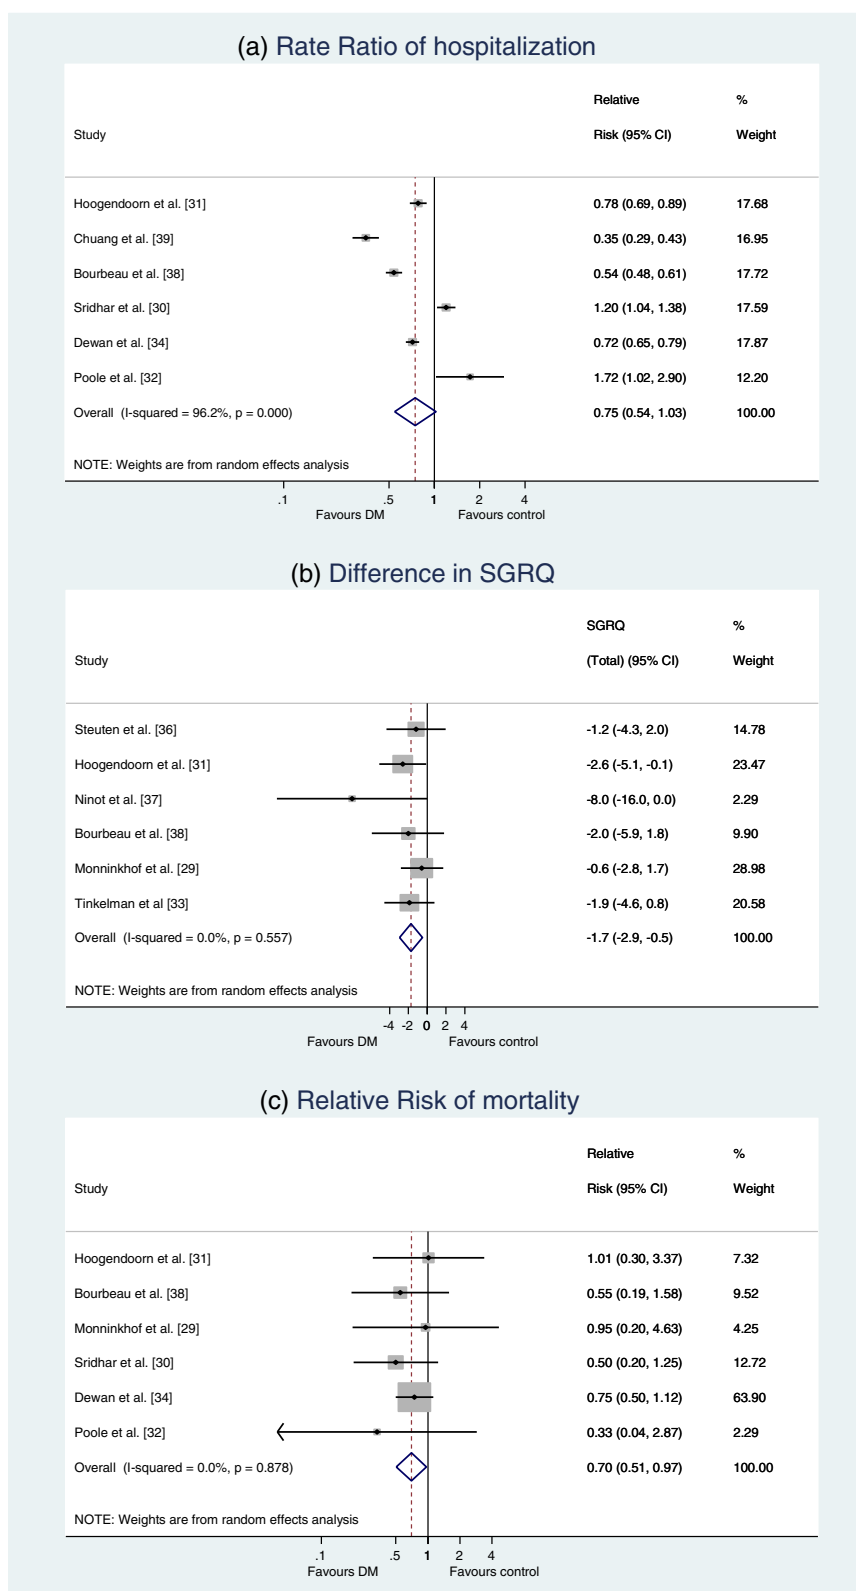 (a) Rate Ratio of hospitalization
Relative %
Study Risk (95% CI) Weight
Hoogendoorn et al. [31] 0.78 (0.69, 0.89) 17.68
Chuang et al. [39] 0.35 (0.29, 0.43) 16.95
Bourbeau et al. [38] 0.54 (0.48, 0.61) 17.72
Sridhar et al. [30] 1.20 (1.04, 1.38) 17.59
Dewan et al. [34] 0.72 (0.65, 0.79) 17.87
Poole et al. [32] 1.72 (1.02, 2.90) 12.20
Overall (I-squared = 96.2%, p = 0.000) 0.75 (0.54, 1.03) 100.00
NOTE: Weights are from random effects analysis
.1 .5 1 2 4
Favours DM Favours control
(b) Difference in SGRQ
SGRQ %
Study (Total) (95% CI) Weight
Steuten et al. [36] -1.2 (-4.3, 2.0) 14.78
Hoogendoorn et al. [31] -2.6 (-5.1, -0.1) 23.47
Ninot et al. [37] -8.0 (-16.0, 0.0) 2.29
Bourbeau et al. [38] -2.0 (-5.9, 1.8) 9.90
Monninkhof et al. [29] -0.6 (-2.8, 1.7) 28.98
Tinkelman et al [33] -1.9 (-4.6, 0.8) 20.58
Overall (I-squared = 0.0%, p = 0.557) -1.7 (-2.9, -0.5) 100.00
NOTE: Weights are from random effects analysis
-4 -2 0 2 4
Favours DM Favours control
(c) Relative Risk of mortality
Relative %
Study Risk (95% CI) Weight
Hoogendoorn et al. [31] 1.01 (0.30, 3.37) 7.32
Bourbeau et al. [38] 0.55 (0.19, 1.58) 9.52
Monninkhof et al. [29] 0.95 (0.20, 4.63) 4.25
Sridhar et al. [30] 0.50 (0.20, 1.25) 12.72
Dewan et al. [34] 0.75 (0.50, 1.12) 63.90
Poole et al. [32] 0.33 (0.04, 2.87) 2.29
Overall (I-squared = 0.0%, p = 0.878) 0.70 (0.51, 0.97) 100.00
NOTE: Weights are from random effects analysis
.1 .5 1 2 4
Favours DM Favours control